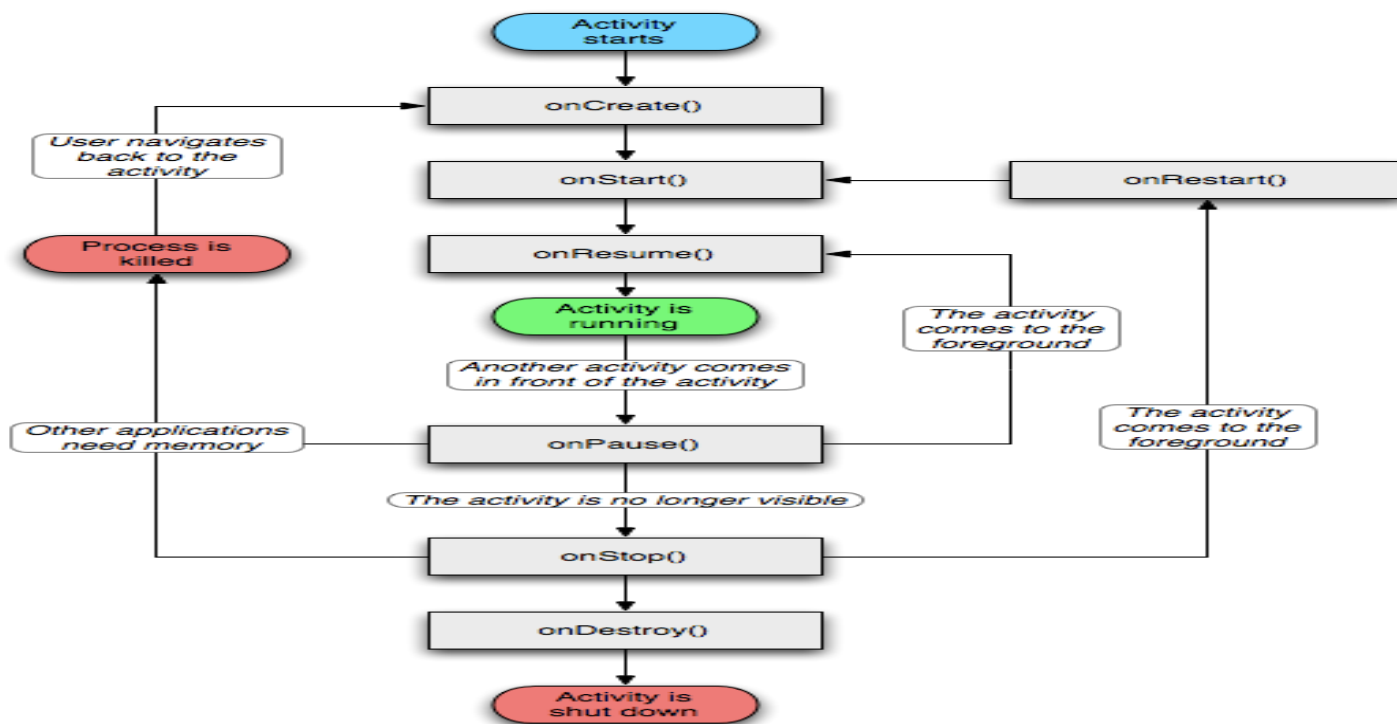 Activity
starts
onCreate()
User navigates
back to the
activity
onStart()
onRestart()
Process is
killed
onResume()
Activity is
running
The activity
comes to the
foreground
Another activity comes
in front of the activity
Other applications
need memory
onPause()
The activity
comes to the
foreground
The activity is no longer visible
onStop()
onDestroy()
Activity is
shut down